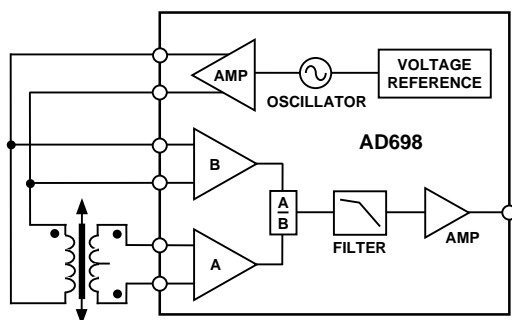 AMP
OSCILLATOR
VOLTAGE
REFERENCE
AD698
B
A
B
FILTER
AMP
A